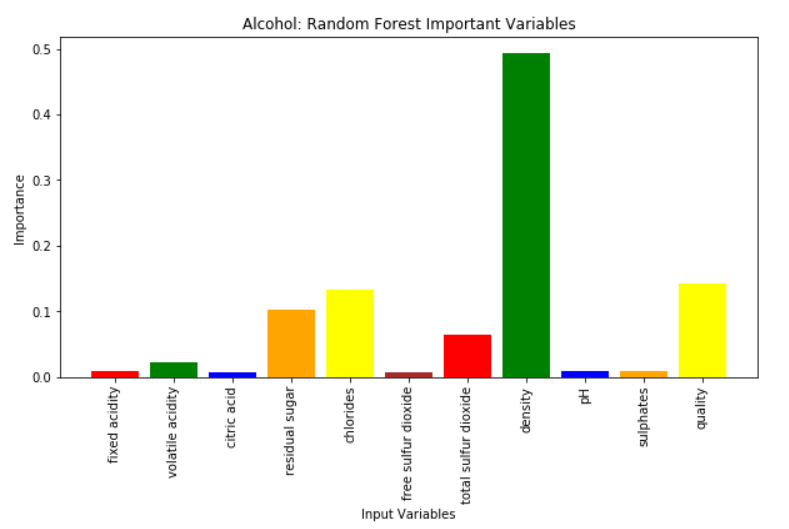 Alcohol: Random Forest Important Variables
Importance
0.5
0.4
0.3
0.2
0.1
0.0
fixed acidity
volatile acidity
citric acid
residual sugar
chlorides
free sulfur dioxide
total sulfur dioxide
density
pH
sulphates
quality
Input Variables